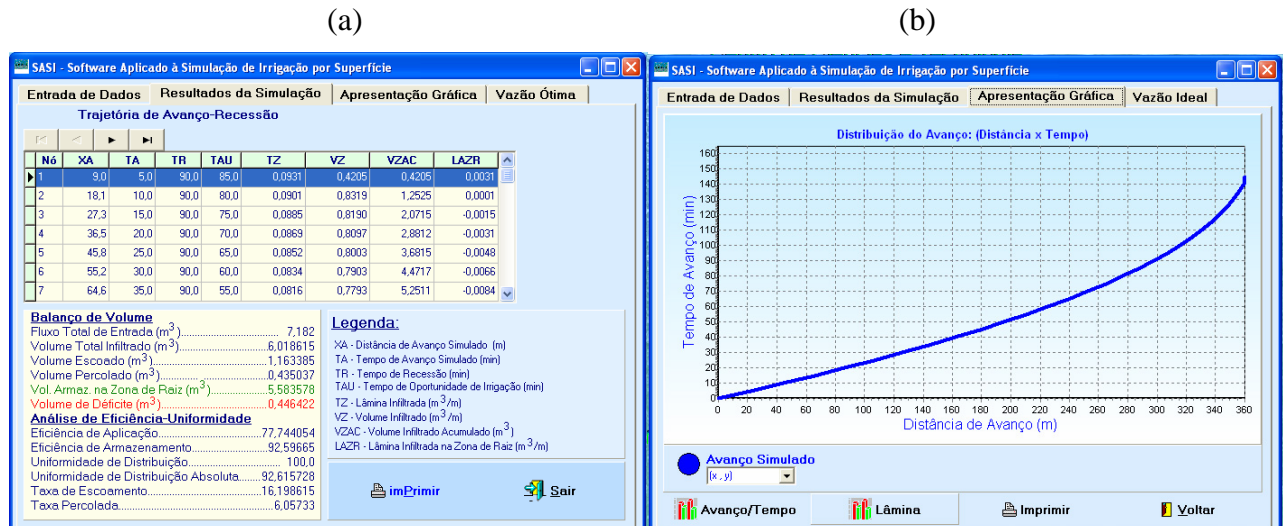 (a)
(b)
SASI - Software Aplicado à Simulação de Irrigação por Superfície
Entrada de Dados Resultados da Simulação Apresentação Gráfica Vazão Ótima
Trajetória de Avanço-Recessão
Nó XA TA TR TAU TZ VZ VZAC LAZR
1 9,0 5,0 90,0 85,0 0,0931 0,4205 0,4205 0,0031
2 18,1 10,0 90,0 80,0 0,0901 0,8319 1,2525 0,0001
3 27,3 15,0 90,0 75,0 0,0885 0,8190 2,0715 -0,0015
4 36,5 20,0 90,0 70,0 0,0869 0,8097 2,8812 -0,0031
5 45,8 25,0 90,0 65,0 0,0852 0,8003 3,6815 -0,0048
6 55,2 30,0 90,0 60,0 0,0834 0,7903 4,4717 -0,0066
7 64,6 35,0 90,0 55,0 0,0816 0,7793 5,2511 -0,0084
Balanço de Volume
Fluxo Total de Entrada (m³)............ 7,182
Volume Total Infiltrado (m³)............6,018615
Volume Escoado (m³)............1,163385
Volume Percolado (m³)............0,435037
Vol. Armaz. na Zona de Raiz (m³)............5,583578
Volume de Déficite (m³)............0,446422
Análise de Eficiência-Uniformidade
Eficiência de Aplicação............77,744054
Eficiência de Armazenamento............92,59665
Uniformidade de Distribuição............100,0
Uniformidade de Distribuição Absoluta......92,615728
Taxa de Escoamento............16,198615
Taxa Percolada............6,05733
Legenda:
XA - Distância de Avanço Simulado (m)
TA - Tempo de Avanço Simulado (min)
TR - Tempo de Recessão (min)
TAU - Tempo de Oportunidade de Irrigação (min)
TZ - Lâmina Infiltrada (m³/m)
VZ - Volume Infiltrado (m³)
VZAC - Volume Infiltrado Acumulado (m³)
LAZR - Lâmina Infiltrada na Zona de Raiz (m³/m)
imPrimir Sair
SASI - Software Aplicado à Simulação de Irrigação por Superfície
Entrada de Dados Resultados da Simulação Apresentação Gráfica Vazão Ideal
Distribuição do Avanço: (Distância x Tempo)
Tempo de Avanço (min)
160
150
140
130
120
110
100
90
80
70
60
50
40
30
20
10
0
0 20 40 60 80 100 120 140 160 180 200 220 240 260 280 300 320 340 360
Distância de Avanço (m)
Avanço Simulado
(x , y)
Avanço/Tempo Lâmina Imprimir Voltar